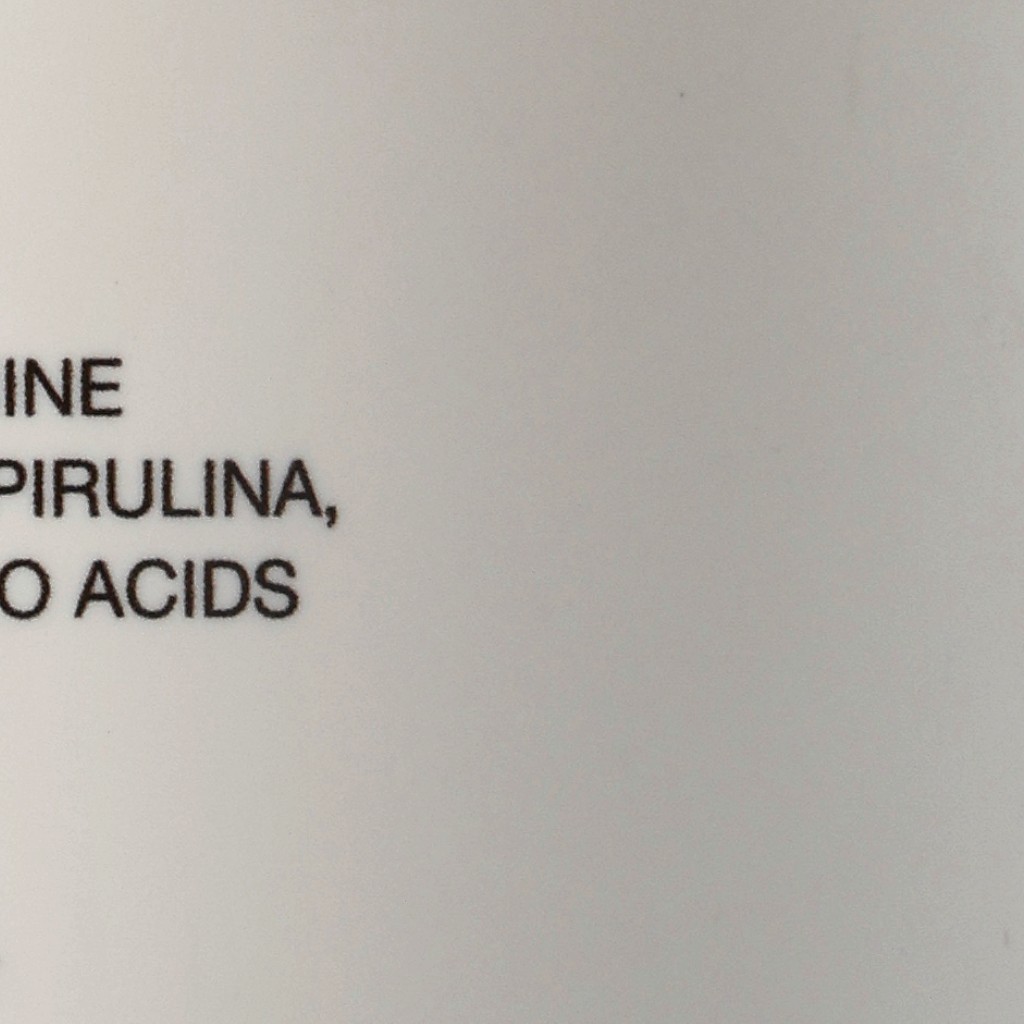 INE
PIRULINA,
O ACIDS